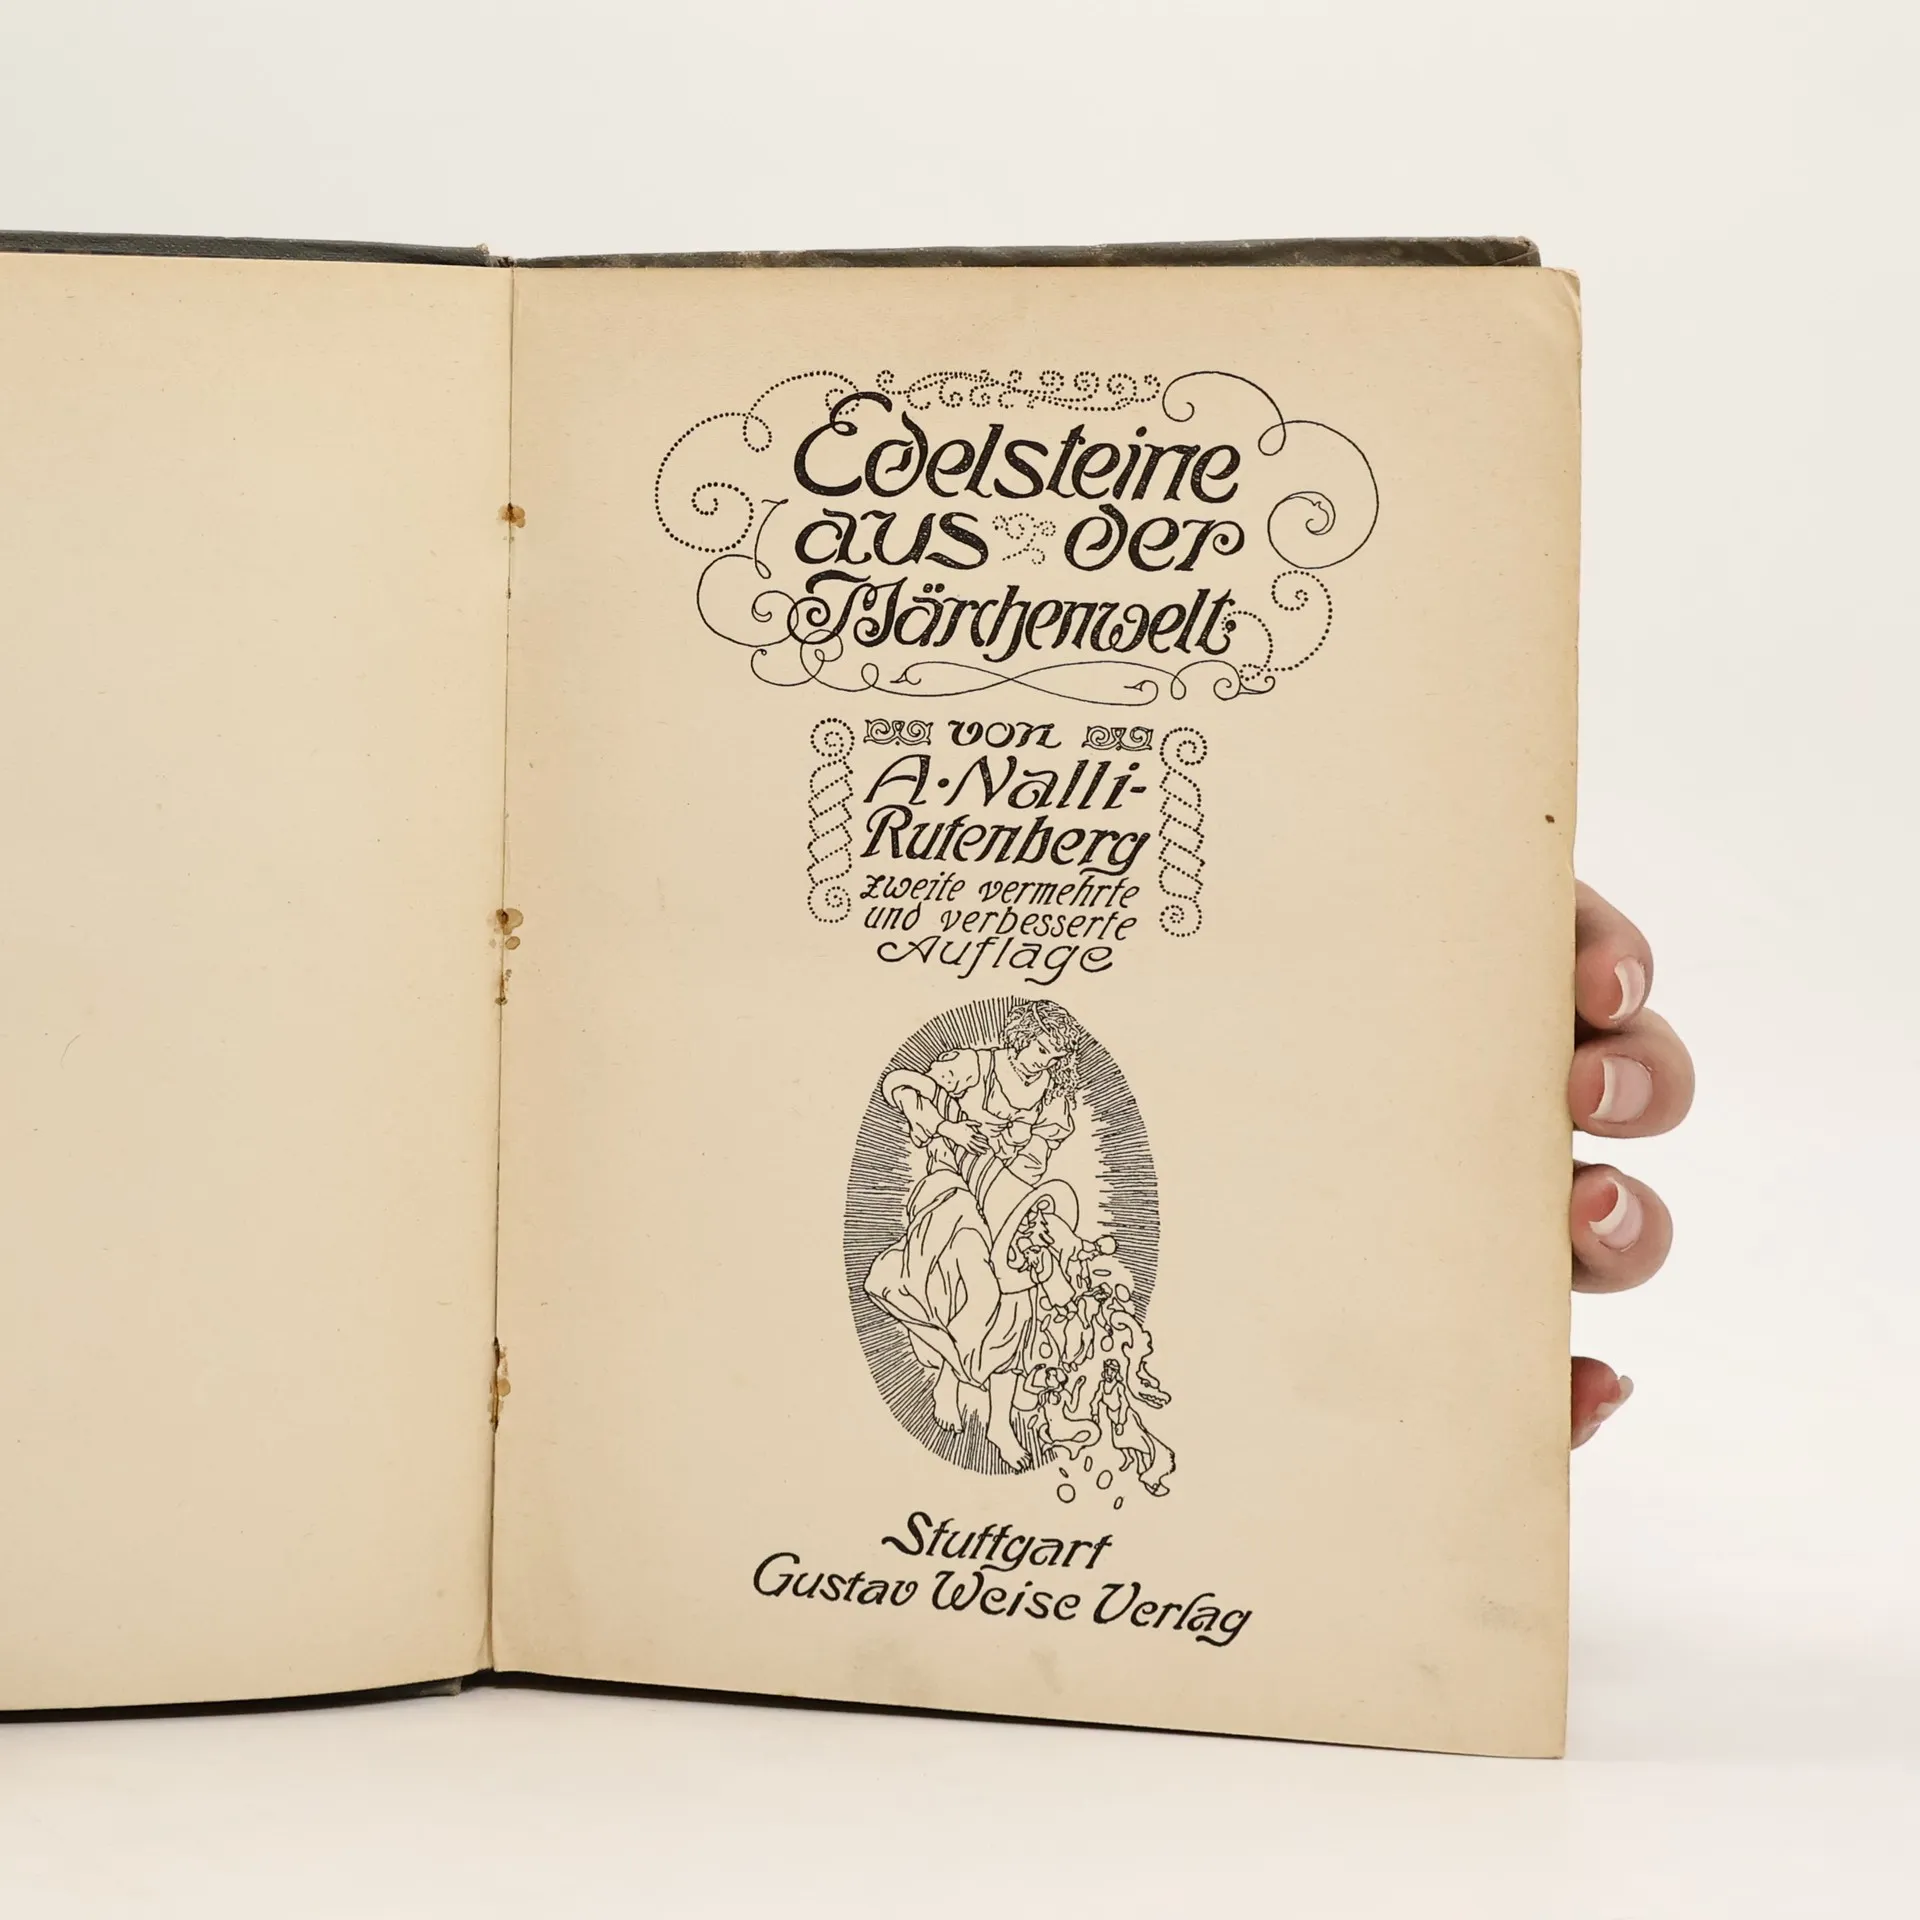 Edelsteine
aus der
Märchenwelt.
von
A. Nalli-
Rutenberg
zweite vermehrte
und verbesserte
Auflage
Stuttgart
Gustav Weise Verlag